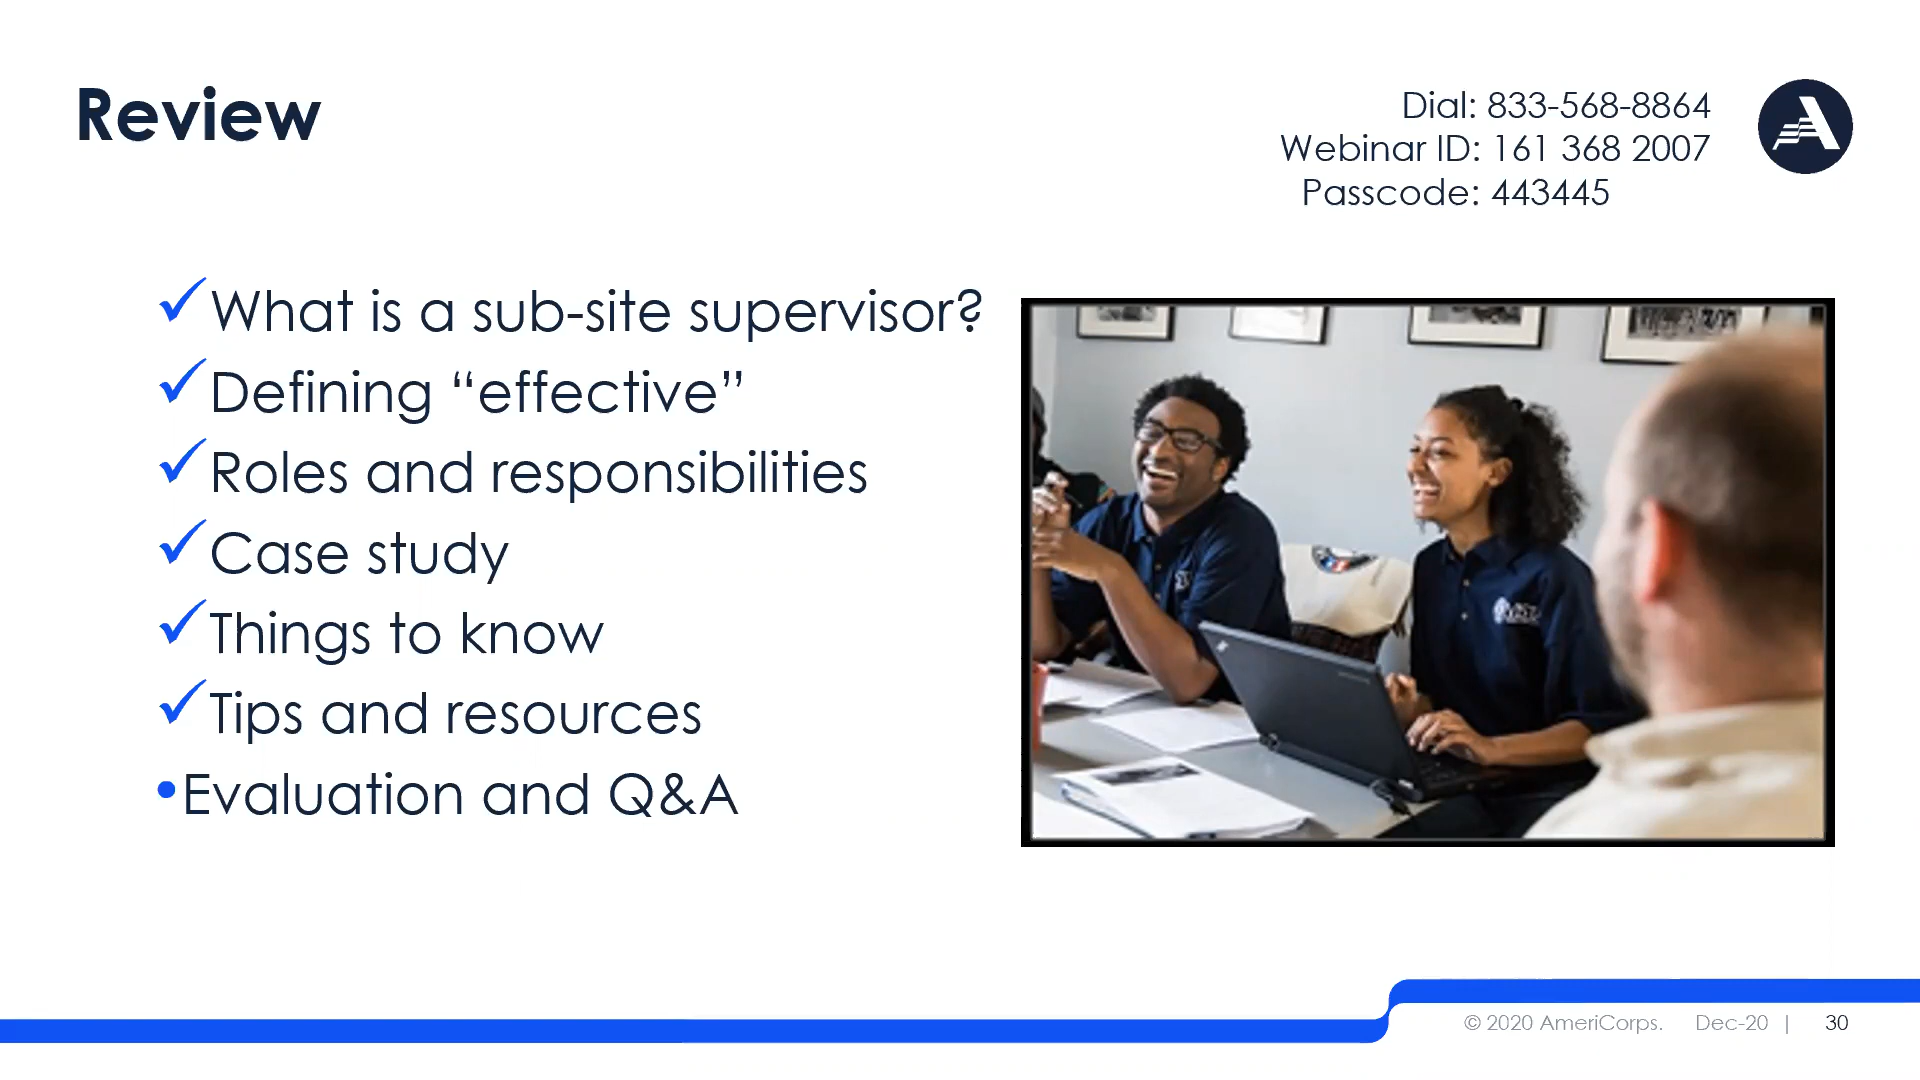 Review
Dial: 833-568-8864
Webinar ID: 161 368 2007
Passcode: 443445
What is a sub-site supervisor?
Defining “effective”
Roles and responsibilities
Case study
Things to know
Tips and resources
Evaluation and Q&A
© 2020 AmeriCorps. Dec-20 | 30